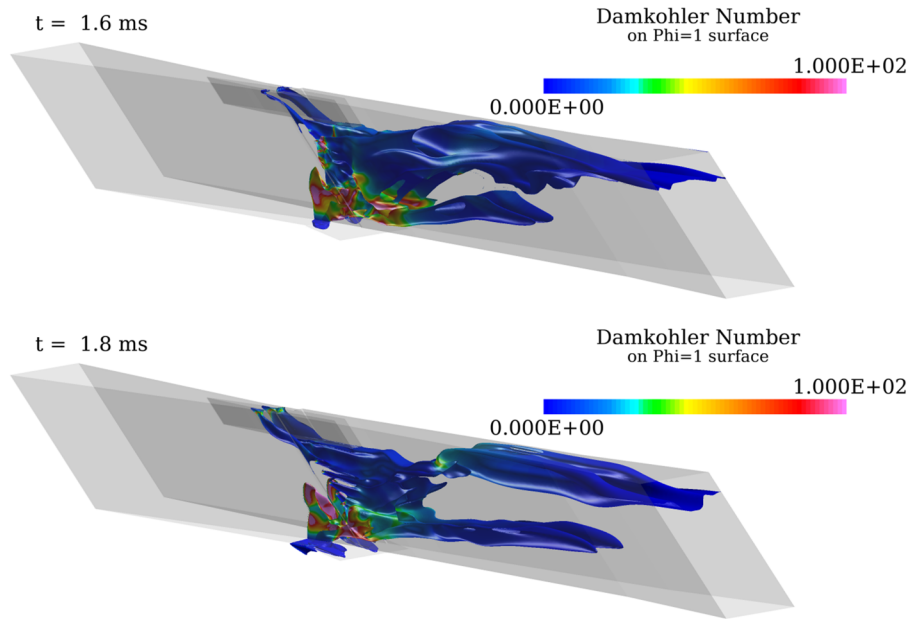 t = 1.6 ms
Damkohler Number
on Phi=1 surface
1.000E+02
0.000E+00
t = 1.8 ms
Damkohler Number
on Phi=1 surface
1.000E+02
0.000E+00